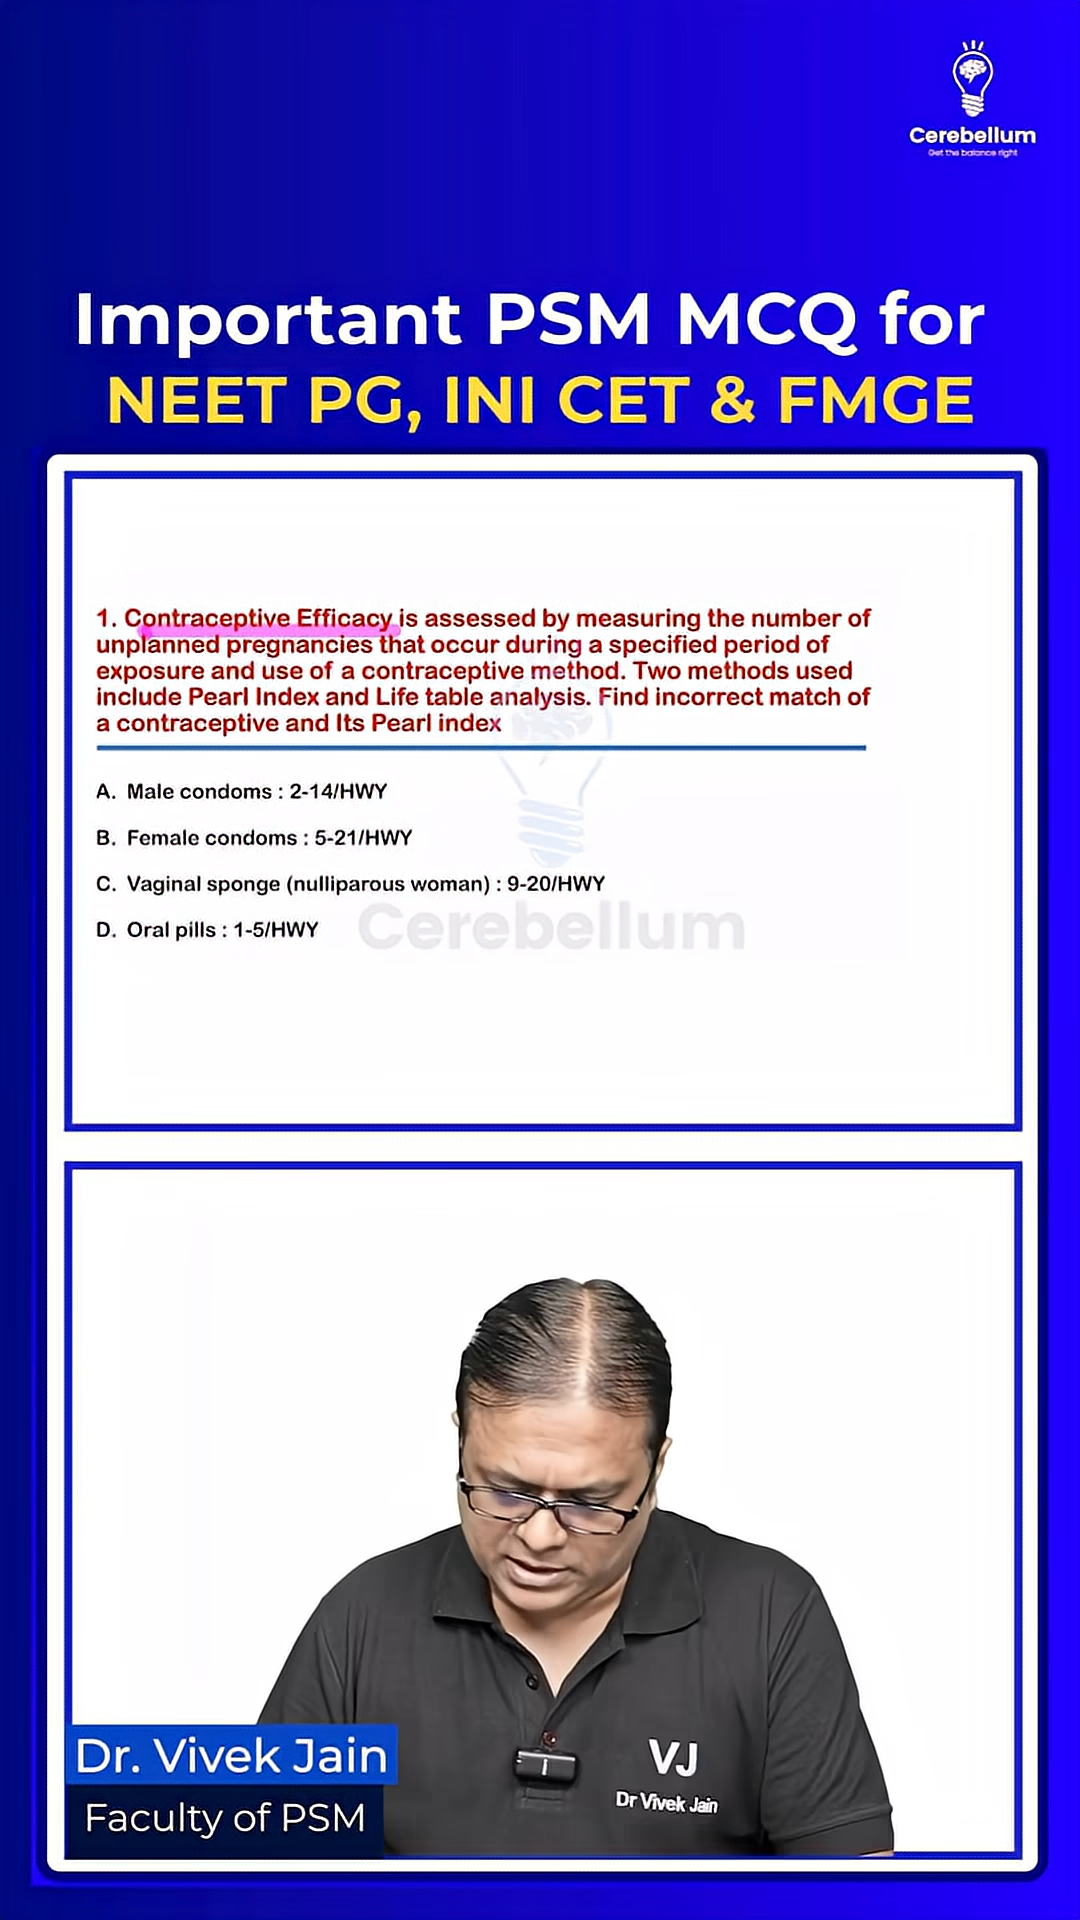 Cerebellum
Get the balance right
Important PSM MCQ for
NEET PG, INI CET & FMGE
1. Contraceptive Efficacy is assessed by measuring the number of
unplanned pregnancies that occur during a specified period of
exposure and use of a contraceptive method. Two methods used
include Pearl Index and Life table analysis. Find incorrect match of
a contraceptive and Its Pearl index
A. Male condoms : 2-14/HWY
B. Female condoms : 5-21/HWY
C. Vaginal sponge (nulliparous woman) : 9-20/HWY
D. Oral pills : 1-5/HWY
Cerebellum
VJ
Dr Vivek Jain
Dr. Vivek Jain
Faculty of PSM